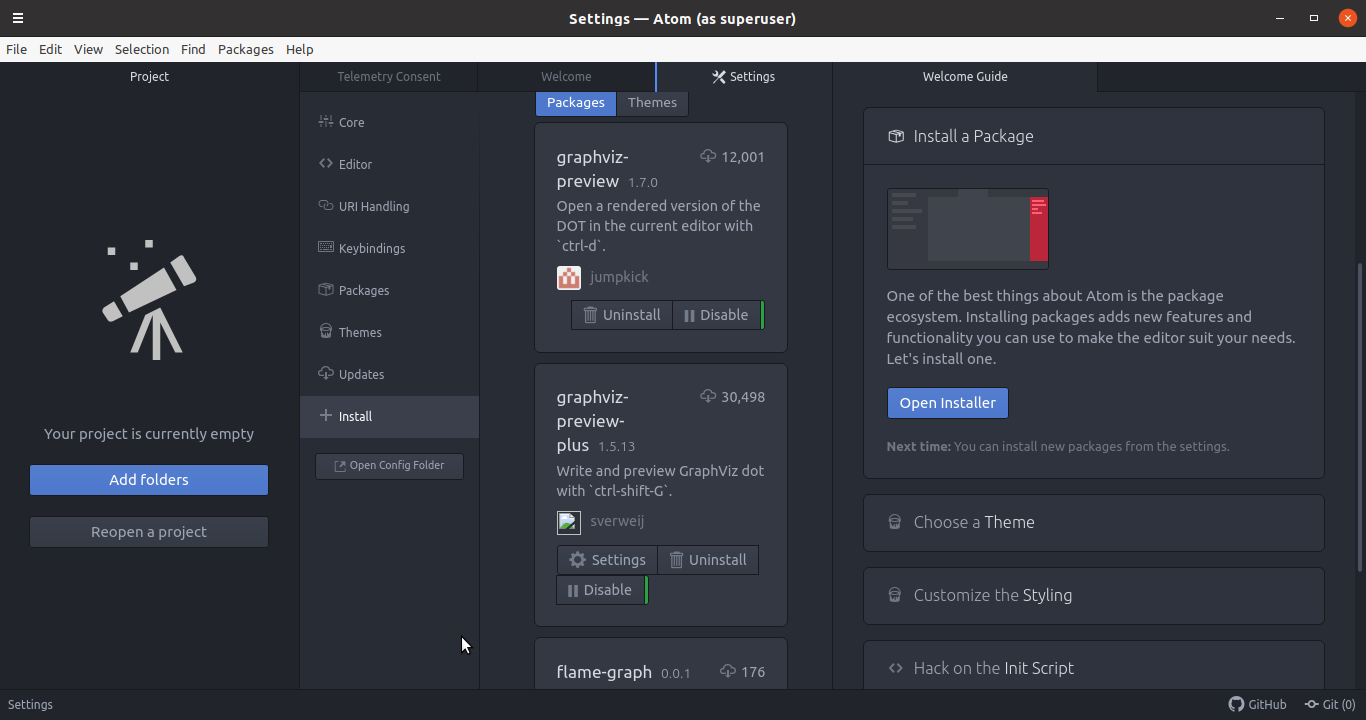 Settings — Atom (as superuser)
File Edit View Selection Find Packages Help
Project
Telemetry Consent
Welcome
Settings
Welcome Guide
Your project is currently empty
Add folders
Reopen a project
Core
Editor
URI Handling
Keybindings
Packages
Themes
Updates
Install
Open Config Folder
Packages Themes
graphviz-
preview 1.7.0
12,001
Open a rendered version of the
DOT in the current editor with
`ctrl-d`.
jumpkick
Uninstall Disable
graphviz-
preview-
plus 1.5.13
30,498
Write and preview GraphViz dot
with `ctrl-shift-G`.
sverweij
Settings Uninstall
Disable
flame-graph 0.0.1 176
Install a Package
One of the best things about Atom is the package
ecosystem. Installing packages adds new features and
functionality you can use to make the editor suit your needs.
Let's install one.
Open Installer
Next time: You can install new packages from the settings.
Choose a Theme
Customize the Styling
Hack on the Init Script
Settings
GitHub Git (0)